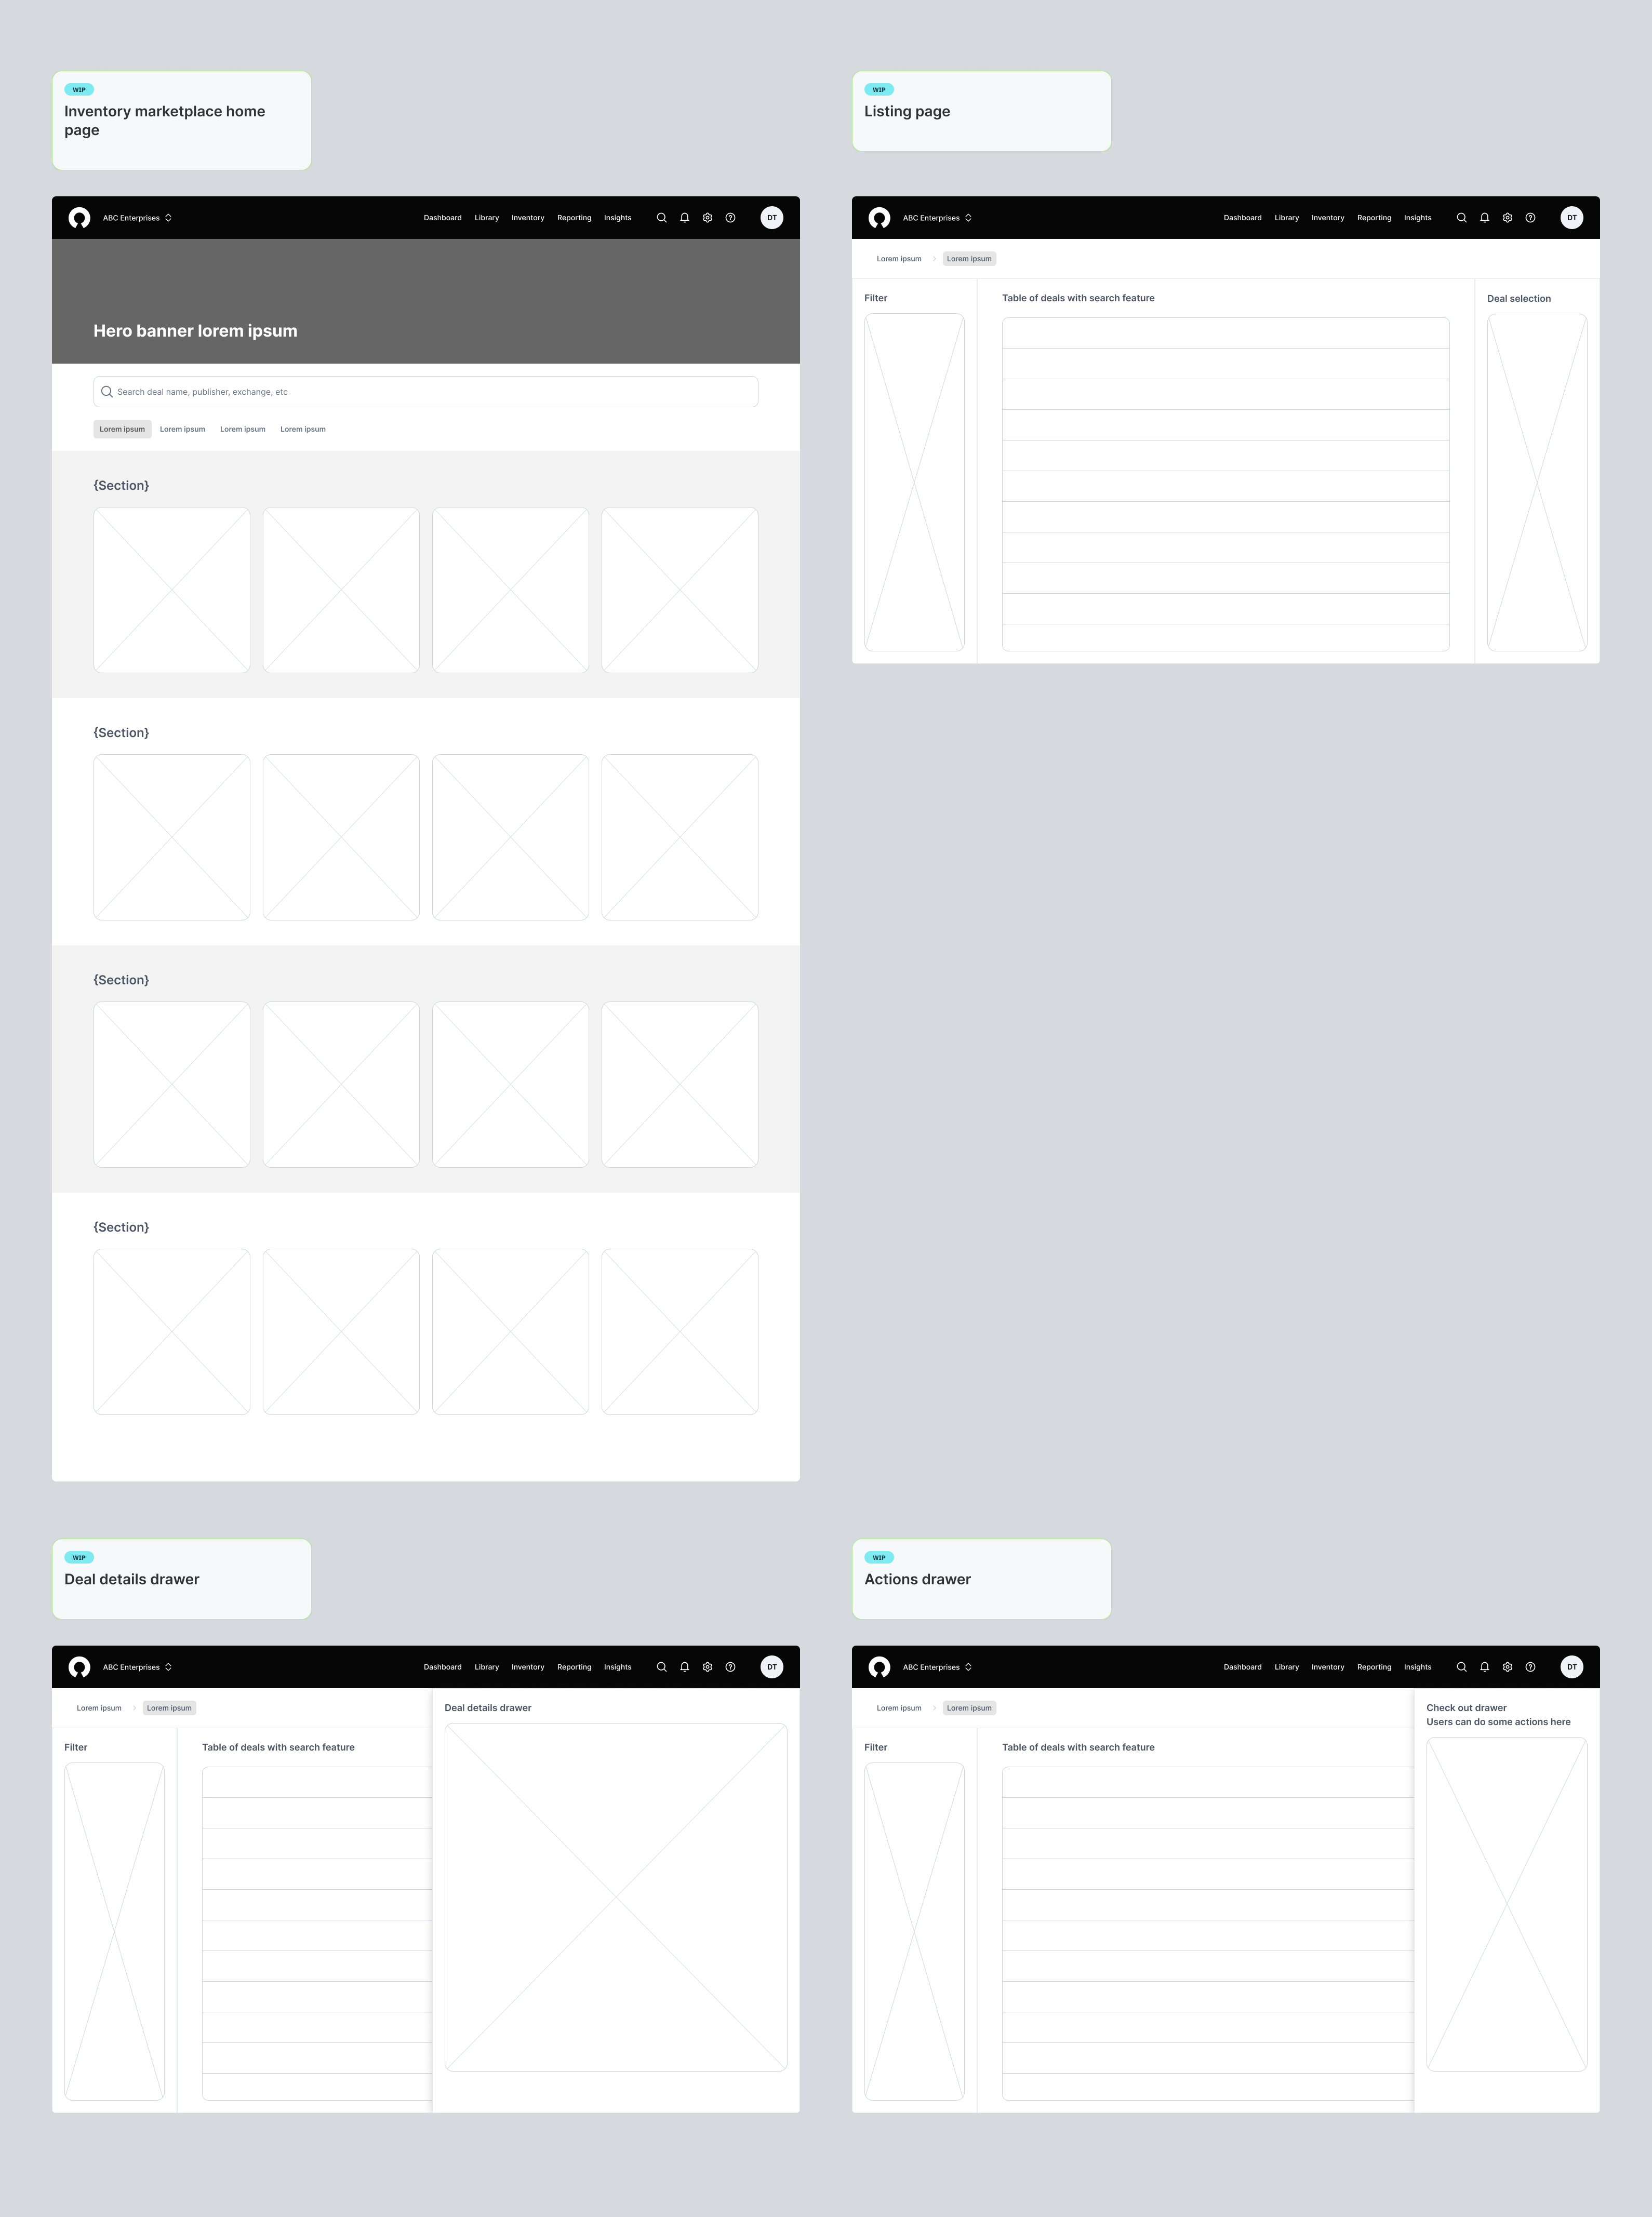 WIP
Inventory marketplace home
page
ABC Enterprises
Dashboard Library Inventory Reporting Insights
DT
Hero banner lorem ipsum
Search deal name, publisher, exchange, etc
Lorem ipsum Lorem ipsum Lorem ipsum Lorem ipsum
{Section}
{Section}
{Section}
{Section}
WIP
Listing page
ABC Enterprises
Dashboard Library Inventory Reporting Insights
DT
Lorem ipsum Lorem ipsum
Filter
Table of deals with search feature
Deal selection
WIP
Deal details drawer
ABC Enterprises
Dashboard Library Inventory Reporting Insights
DT
Lorem ipsum Lorem ipsum
Filter
Table of deals with search feature
Deal details drawer
WIP
Actions drawer
ABC Enterprises
Dashboard Library Inventory Reporting Insights
DT
Lorem ipsum Lorem ipsum
Filter
Table of deals with search feature
Check out drawer
Users can do some actions here